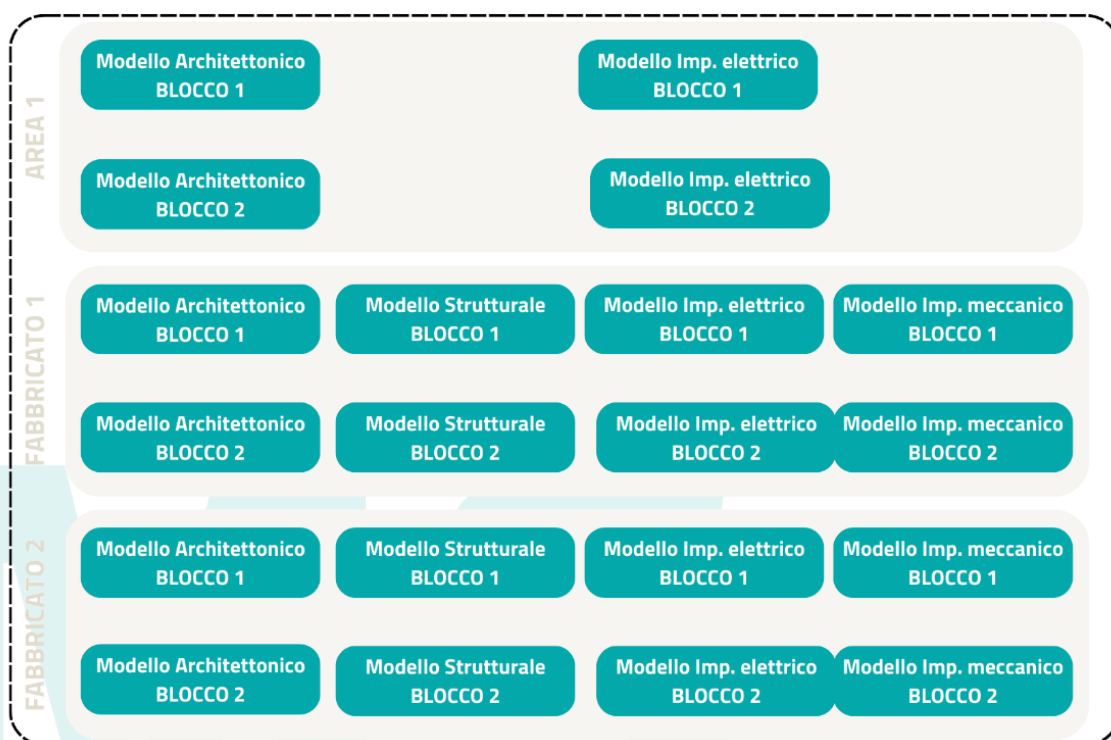 AREA 1
Modello Architettonico
BLOCCO 1
Modello Imp. elettrico
BLOCCO 1
Modello Architettonico
BLOCCO 2
Modello Imp. elettrico
BLOCCO 2
FABBRICATO 1
Modello Architettonico
BLOCCO 1
Modello Strutturale
BLOCCO 1
Modello Imp. elettrico
BLOCCO 1
Modello Imp. meccanico
BLOCCO 1
Modello Architettonico
BLOCCO 2
Modello Strutturale
BLOCCO 2
Modello Imp. elettrico
BLOCCO 2
Modello Imp. meccanico
BLOCCO 2
FABBRICATO 2
Modello Architettonico
BLOCCO 1
Modello Strutturale
BLOCCO 1
Modello Imp. elettrico
BLOCCO 1
Modello Imp. meccanico
BLOCCO 1
Modello Architettonico
BLOCCO 2
Modello Strutturale
BLOCCO 2
Modello Imp. elettrico
BLOCCO 2
Modello Imp. meccanico
BLOCCO 2